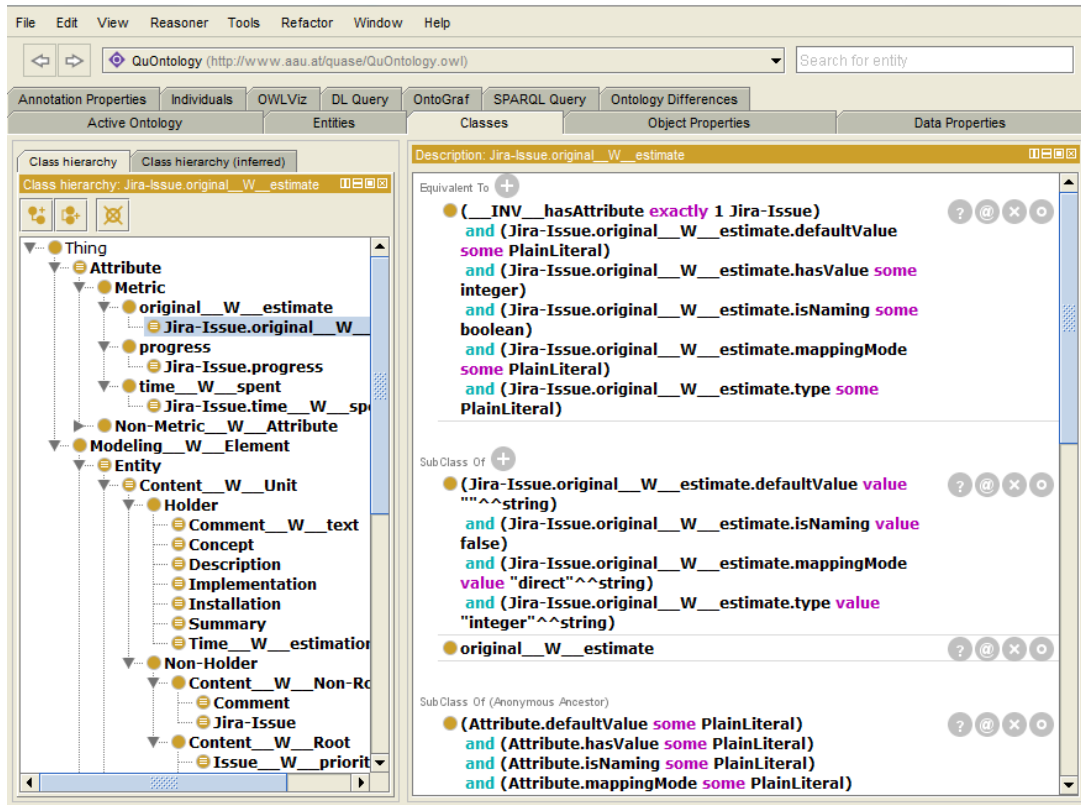 File Edit View Reasoner Tools Refactor Window Help
QuOntology (http://www.aau.at/quase/QuOntology.owl)
Search for entity
Annotation Properties Individuals OWLViz DL Query OntoGraf SPARQL Query Ontology Differences
Active Ontology Entities Classes Object Properties Data Properties
Class hierarchy Class hierarchy (inferred)
Class hierarchy: Jira-Issue.original__W__estimate
Thing
Attribute
Metric
original__W__estimate
Jira-Issue.original__W__
progress
Jira-Issue.progress
time__W__spent
Jira-Issue.time__W__spe
Non-Metric__W__Attribute
Modeling__W__Element
Entity
Content__W__Unit
Holder
Comment__W__text
Concept
Description
Implementation
Installation
Summary
Time__W__estimation
Non-Holder
Content__W__Non-Ro
Comment
Jira-Issue
Content__W__Root
Issue__W__priorit
Description: Jira-Issue.original__W__estimate
Equivalent To
(__INV__hasAttribute exactly 1 Jira-Issue)
and (Jira-Issue.original__W__estimate.defaultValue
some PlainLiteral)
and (Jira-Issue.original__W__estimate.hasValue some
integer)
and (Jira-Issue.original__W__estimate.isNaming some
boolean)
and (Jira-Issue.original__W__estimate.mappingMode
some PlainLiteral)
and (Jira-Issue.original__W__estimate.type some
PlainLiteral)
SubClass Of
(Jira-Issue.original__W__estimate.defaultValue value
""^^string)
and (Jira-Issue.original__W__estimate.isNaming value
false)
and (Jira-Issue.original__W__estimate.mappingMode
value "direct"^^string)
and (Jira-Issue.original__W__estimate.type value
"integer"^^string)
original__W__estimate
SubClass Of (Anonymous Ancestor)
(Attribute.defaultValue some PlainLiteral)
and (Attribute.hasValue some PlainLiteral)
and (Attribute.isNaming some PlainLiteral)
and (Attribute.mappingMode some PlainLiteral)